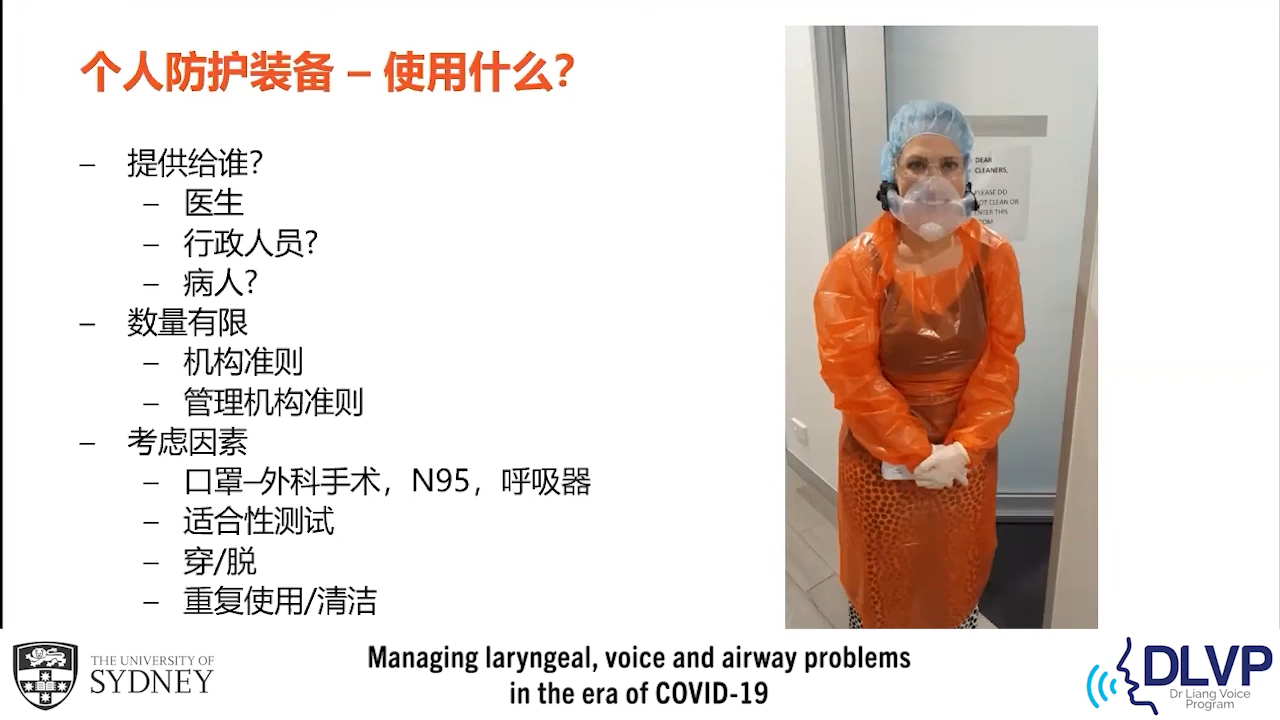 个人防护装备 – 使用什么？
– 提供给谁？
– 医生
– 行政人员？
– 病人？
– 数量有限
– 机构准则
– 管理机构准则
– 考虑因素
– 口罩–外科手术，N95，呼吸器
– 适合性测试
– 穿/脱
– 重复使用/清洁
DEAR
CLEANERS,
PLEASE DO
NOT CLEAN OR
ENTER THIS
ROOM
THE UNIVERSITY OF
SYDNEY
Managing laryngeal, voice and airway problems
in the era of COVID-19
DLVP
Dr Liang Voice
Program